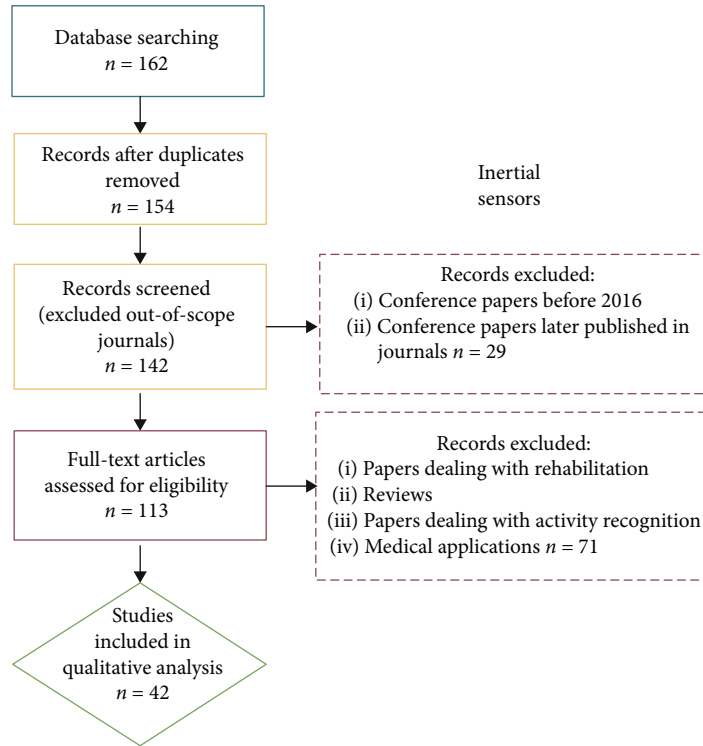 Database searching
n = 162
Records after duplicates
removed
n = 154
Inertial
sensors
Records screened
(excluded out-of-scope
journals)
n = 142
Records excluded:
(i) Conference papers before 2016
(ii) Conference papers later published in
journals n = 29
Full-text articles
assessed for eligibility
n = 113
Records excluded:
(i) Papers dealing with rehabilitation
(ii) Reviews
(iii) Papers dealing with activity recognition
(iv) Medical applications n = 71
Studies
included in
qualitative analysis
n = 42